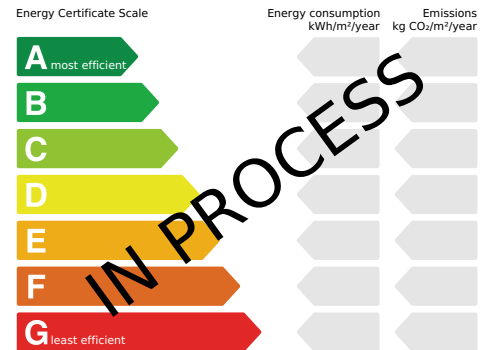 Energy Certificate Scale
Energy consumption
kWh/m²/year
Emissions
kg CO₂/m²/year
A most efficient
B
C
D
E
F
G least efficient
IN PROCESS